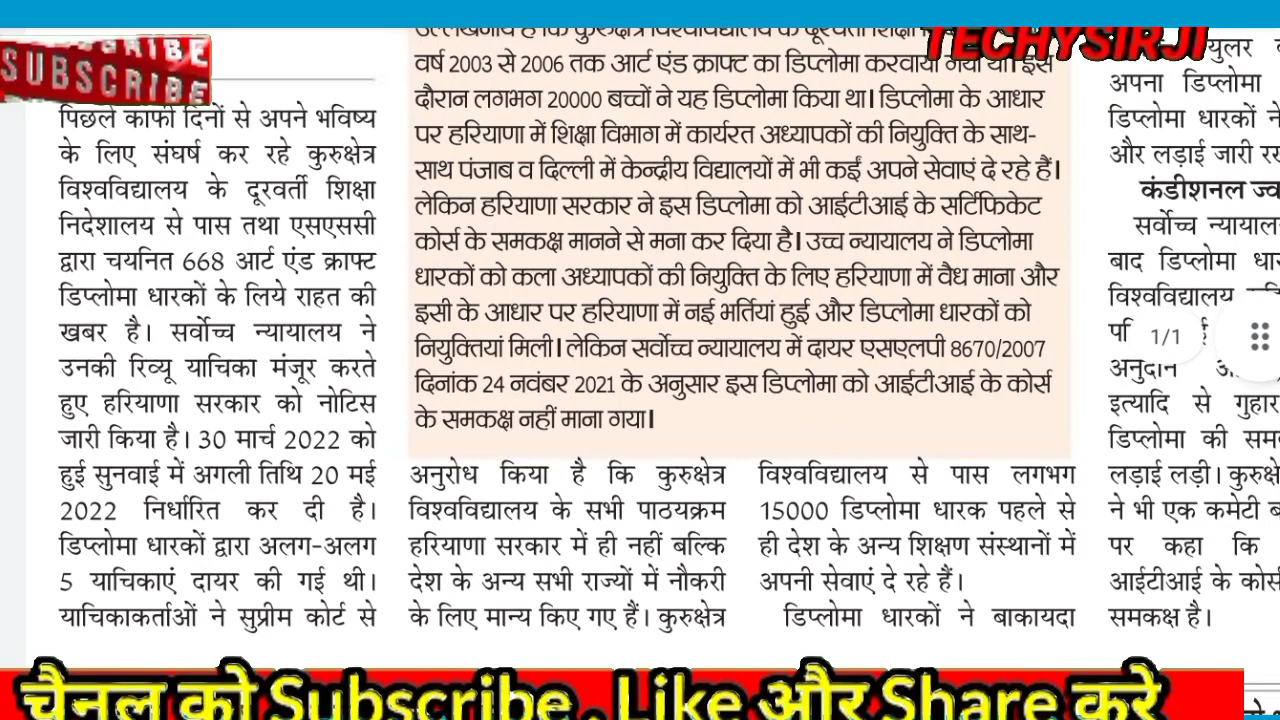 SUBSCRIBE
SUBSCRIBE
TECHYSIRJI
पिछले काफी दिनों से अपने भविष्य
के लिए संघर्ष कर रहे कुरुक्षेत्र
विश्वविद्यालय के दूरवर्ती शिक्षा
निदेशालय से पास तथा एसएससी
द्वारा चयनित 668 आर्ट एंड क्राफ्ट
डिप्लोमा धारकों के लिये राहत की
खबर है। सर्वोच्च न्यायालय ने
उनकी रिव्यू याचिका मंजूर करते
हुए हरियाणा सरकार को नोटिस
जारी किया है। 30 मार्च 2022 को
हुई सुनवाई में अगली तिथि 20 मई
2022 निर्धारित कर दी है।
डिप्लोमा धारकों द्वारा अलग-अलग
5 याचिकाएं दायर की गई थी।
याचिकाकर्ताओं ने सुप्रीम कोर्ट से
उल्लेखनीय है कि कुरुक्षेत्र विश्वविद्यालय के दूरवर्ती शिक्षा
वर्ष 2003 से 2006 तक आर्ट एंड क्राफ्ट का डिप्लोमा करवाया गया था। इस
दौरान लगभग 20000 बच्चों ने यह डिप्लोमा किया था। डिप्लोमा के आधार
पर हरियाणा में शिक्षा विभाग में कार्यरत अध्यापकों की नियुक्ति के साथ-
साथ पंजाब व दिल्ली में केन्द्रीय विद्यालयों में भी कईं अपने सेवाएं दे रहे हैं।
लेकिन हरियाणा सरकार ने इस डिप्लोमा को आईटीआई के सर्टिफिकेट
कोर्स के समकक्ष मानने से मना कर दिया है। उच्च न्यायालय ने डिप्लोमा
धारकों को कला अध्यापकों की नियुक्ति के लिए हरियाणा में वैध माना और
इसी के आधार पर हरियाणा में नई भर्तियां हुई और डिप्लोमा धारकों को
नियुक्तियां मिली। लेकिन सर्वोच्च न्यायालय में दायर एसएलपी 8670/2007
दिनांक 24 नवंबर 2021 के अनुसार इस डिप्लोमा को आईटीआई के कोर्स
के समकक्ष नहीं माना गया।
अनुरोध किया है कि कुरुक्षेत्र
विश्वविद्यालय के सभी पाठयक्रम
हरियाणा सरकार में ही नहीं बल्कि
देश के अन्य सभी राज्यों में नौकरी
के लिए मान्य किए गए हैं। कुरुक्षेत्र
विश्वविद्यालय से पास लगभग
15000 डिप्लोमा धारक पहले से
ही देश के अन्य शिक्षण संस्थानों में
अपनी सेवाएं दे रहे हैं।
डिप्लोमा धारकों ने बाकायदा
अपना डिप्लोमा
डिप्लोमा धारकों ने
और लड़ाई जारी
कंडीशनल
सर्वोच्च
बाद डिप्लोमा
विश्वविद्यालय
1/1
अनुदान
इत्यादि से गुहार
डिप्लोमा की
लड़ाई लड़ी।
ने भी एक कमेटी
पर कहा कि
आईटीआई के
समकक्ष है।
चैनल को Subscribe , Like और Share करे